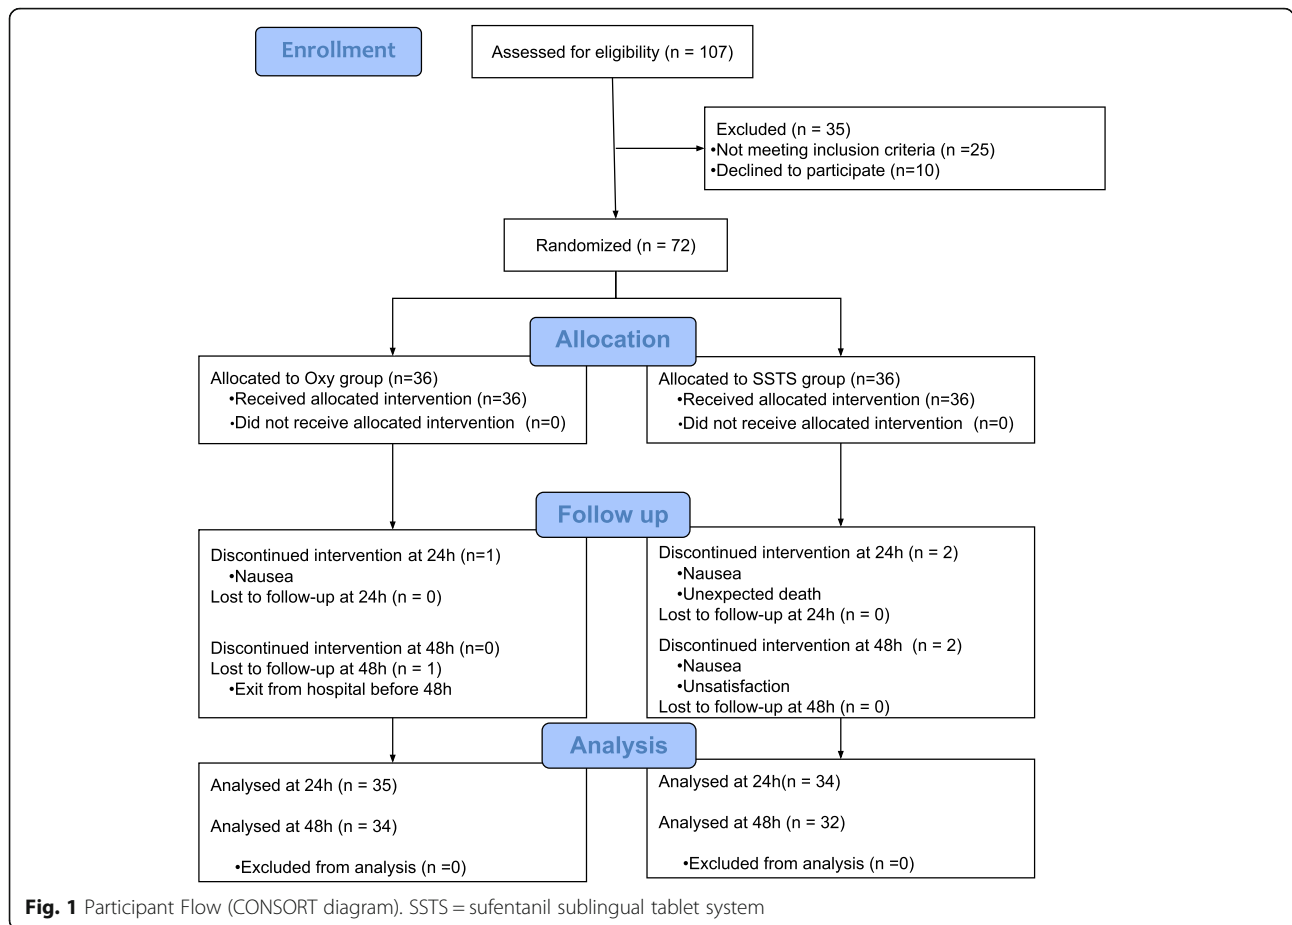 Enrollment
Assessed for eligibility (n = 107)
Excluded (n = 35)
•Not meeting inclusion criteria (n =25)
•Declined to participate (n=10)
Randomized (n = 72)
Allocation
Allocated to Oxy group (n=36)
•Received allocated intervention (n=36)
•Did not receive allocated intervention (n=0)
Allocated to SSTS group (n=36)
•Received allocated intervention (n=36)
•Did not receive allocated intervention (n=0)
Follow up
Discontinued intervention at 24h (n=1)
•Nausea
Lost to follow-up at 24h (n = 0)
Discontinued intervention at 48h (n=0)
Lost to follow-up at 48h (n = 1)
•Exit from hospital before 48h
Discontinued intervention at 24h (n = 2)
•Nausea
•Unexpected death
Lost to follow-up at 24h (n = 0)
Discontinued intervention at 48h (n = 2)
•Nausea
•Unsatisfaction
Lost to follow-up at 48h (n = 0)
Analysis
Analysed at 24h (n = 35)
Analysed at 48h (n = 34)
•Excluded from analysis (n =0)
Analysed at 24h(n = 34)
Analysed at 48h (n = 32)
•Excluded from analysis (n =0)
Fig. 1 Participant Flow (CONSORT diagram). SSTS = sufentanil sublingual tablet system